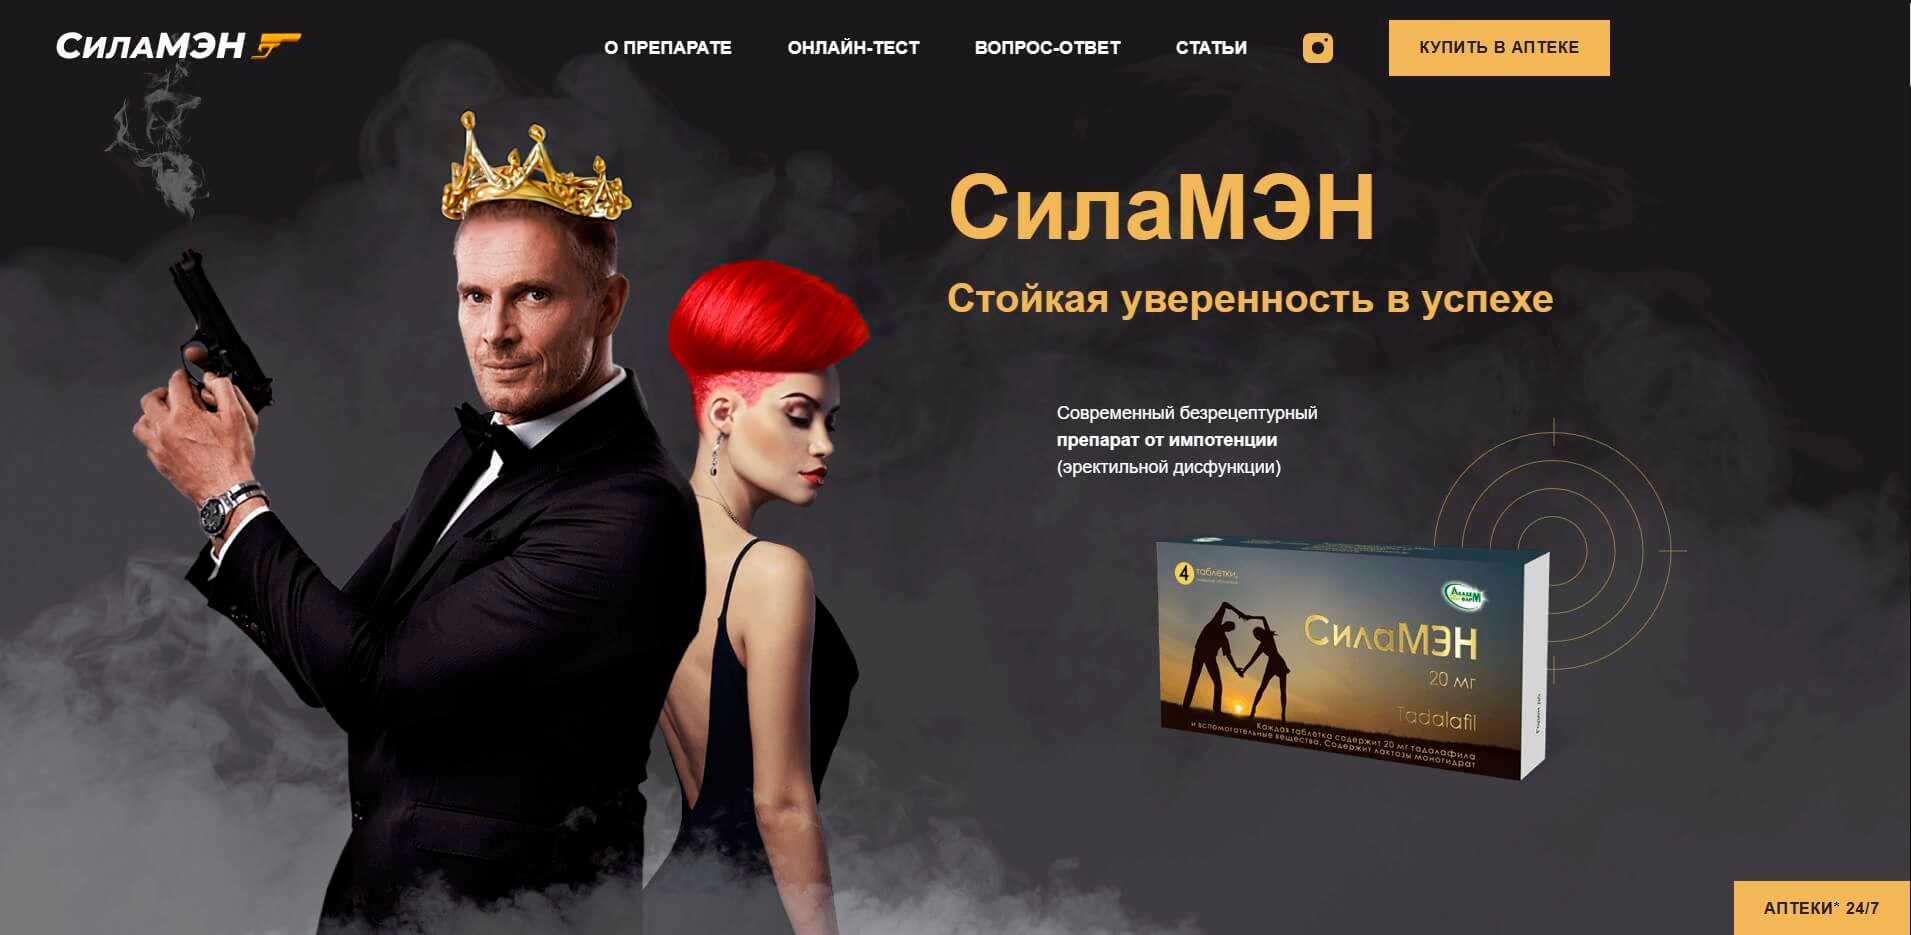 СИЛАМЭН
О ПРЕПАРАТЕ
ОНЛАЙН-ТЕСТ
ВОПРОС-ОТВЕТ
СТАТЬИ
КУПИТЬ В АПТЕКЕ
СилаМЭН
Стойкая уверенность в успехе
Современный безрецептурный
препарат от импотенции
(эректильной дисфункции)
4 таблетки,
АКАДЕМ
ФАРМ
СилаМЭН
20 мг
Tadalafil
Каждая таблетка содержит 20 мг тадалафила
и вспомогательные вещества. Содержит лактозы моногидрат
АПТЕКИ* 24/7